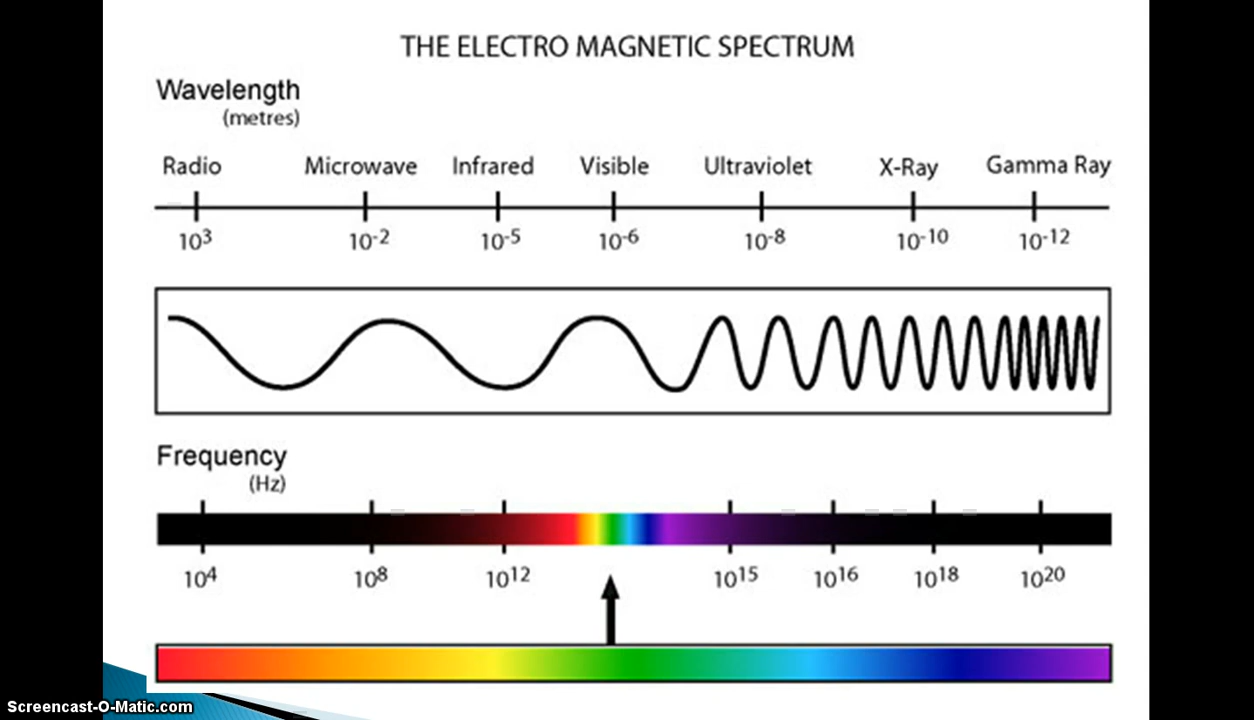 THE ELECTRO MAGNETIC SPECTRUM
Wavelength
(metres)
Radio Microwave Infrared Visible Ultraviolet X-Ray Gamma Ray
10³ 10⁻² 10⁻⁵ 10⁻⁶ 10⁻⁸ 10⁻¹⁰ 10⁻¹²
Frequency
(Hz)
10⁴ 10⁸ 10¹² 10¹⁵ 10¹⁶ 10¹⁸ 10²⁰
Screencast-O-Matic.com